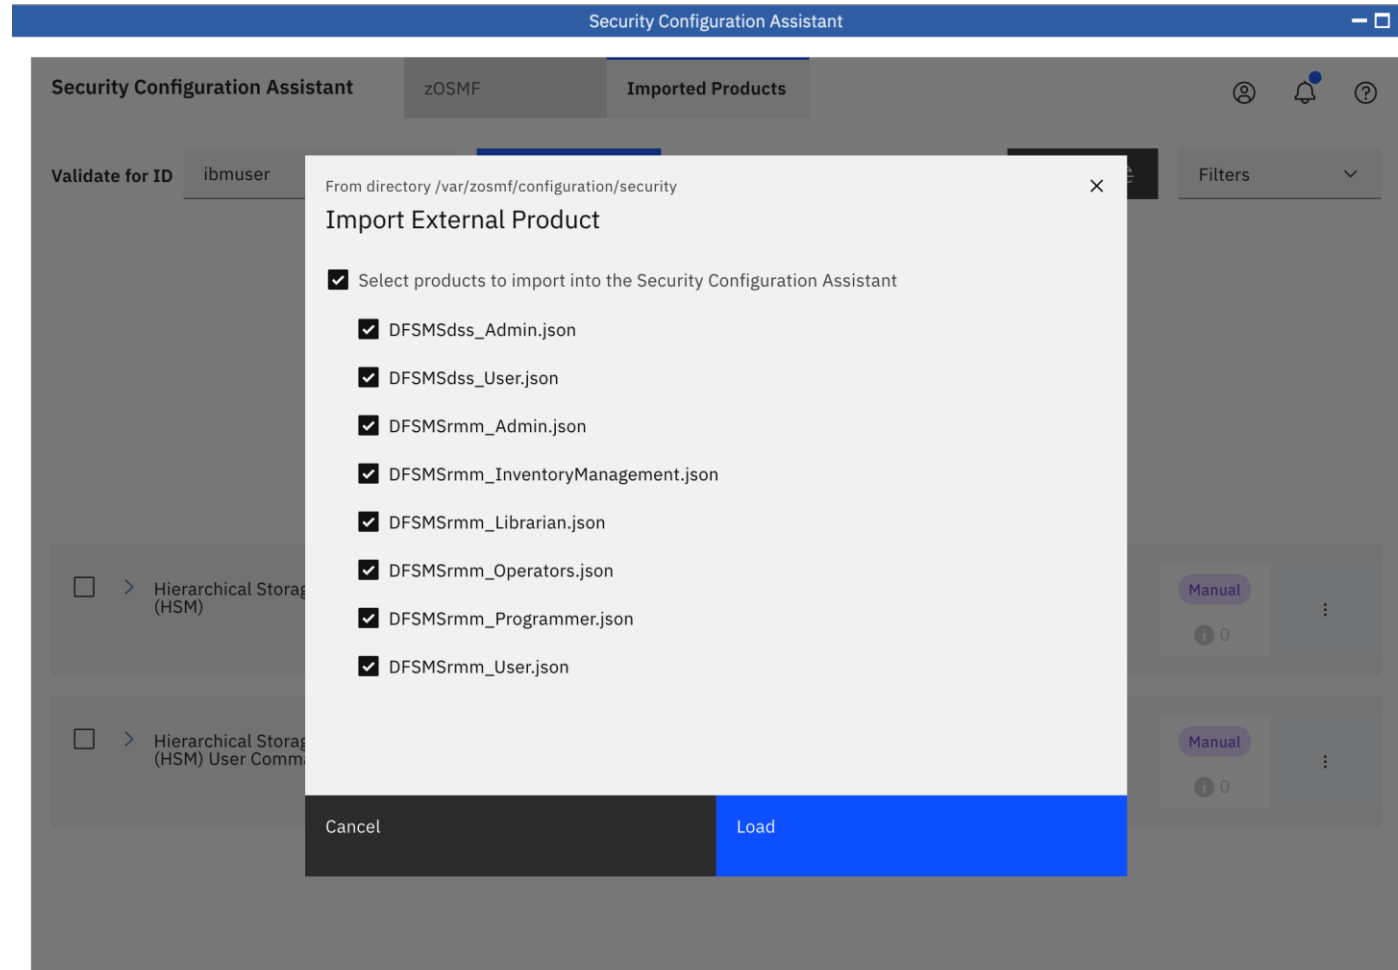 Security Configuration Assistant
Security Configuration Assistant
zOSMF
Imported Products
Validate for ID
ibmuser
Filters
From directory /var/zosmf/configuration/security
Import External Product
Select products to import into the Security Configuration Assistant
DFSMSdss_Admin.json
DFSMSdss_User.json
DFSMSrmm_Admin.json
DFSMSrmm_InventoryManagement.json
DFSMSrmm_Librarian.json
DFSMSrmm_Operators.json
DFSMSrmm_Programmer.json
DFSMSrmm_User.json
Hierarchical Storag
(HSM)
Manual
0
Hierarchical Storag
(HSM) User Comm
Manual
0
Cancel
Load